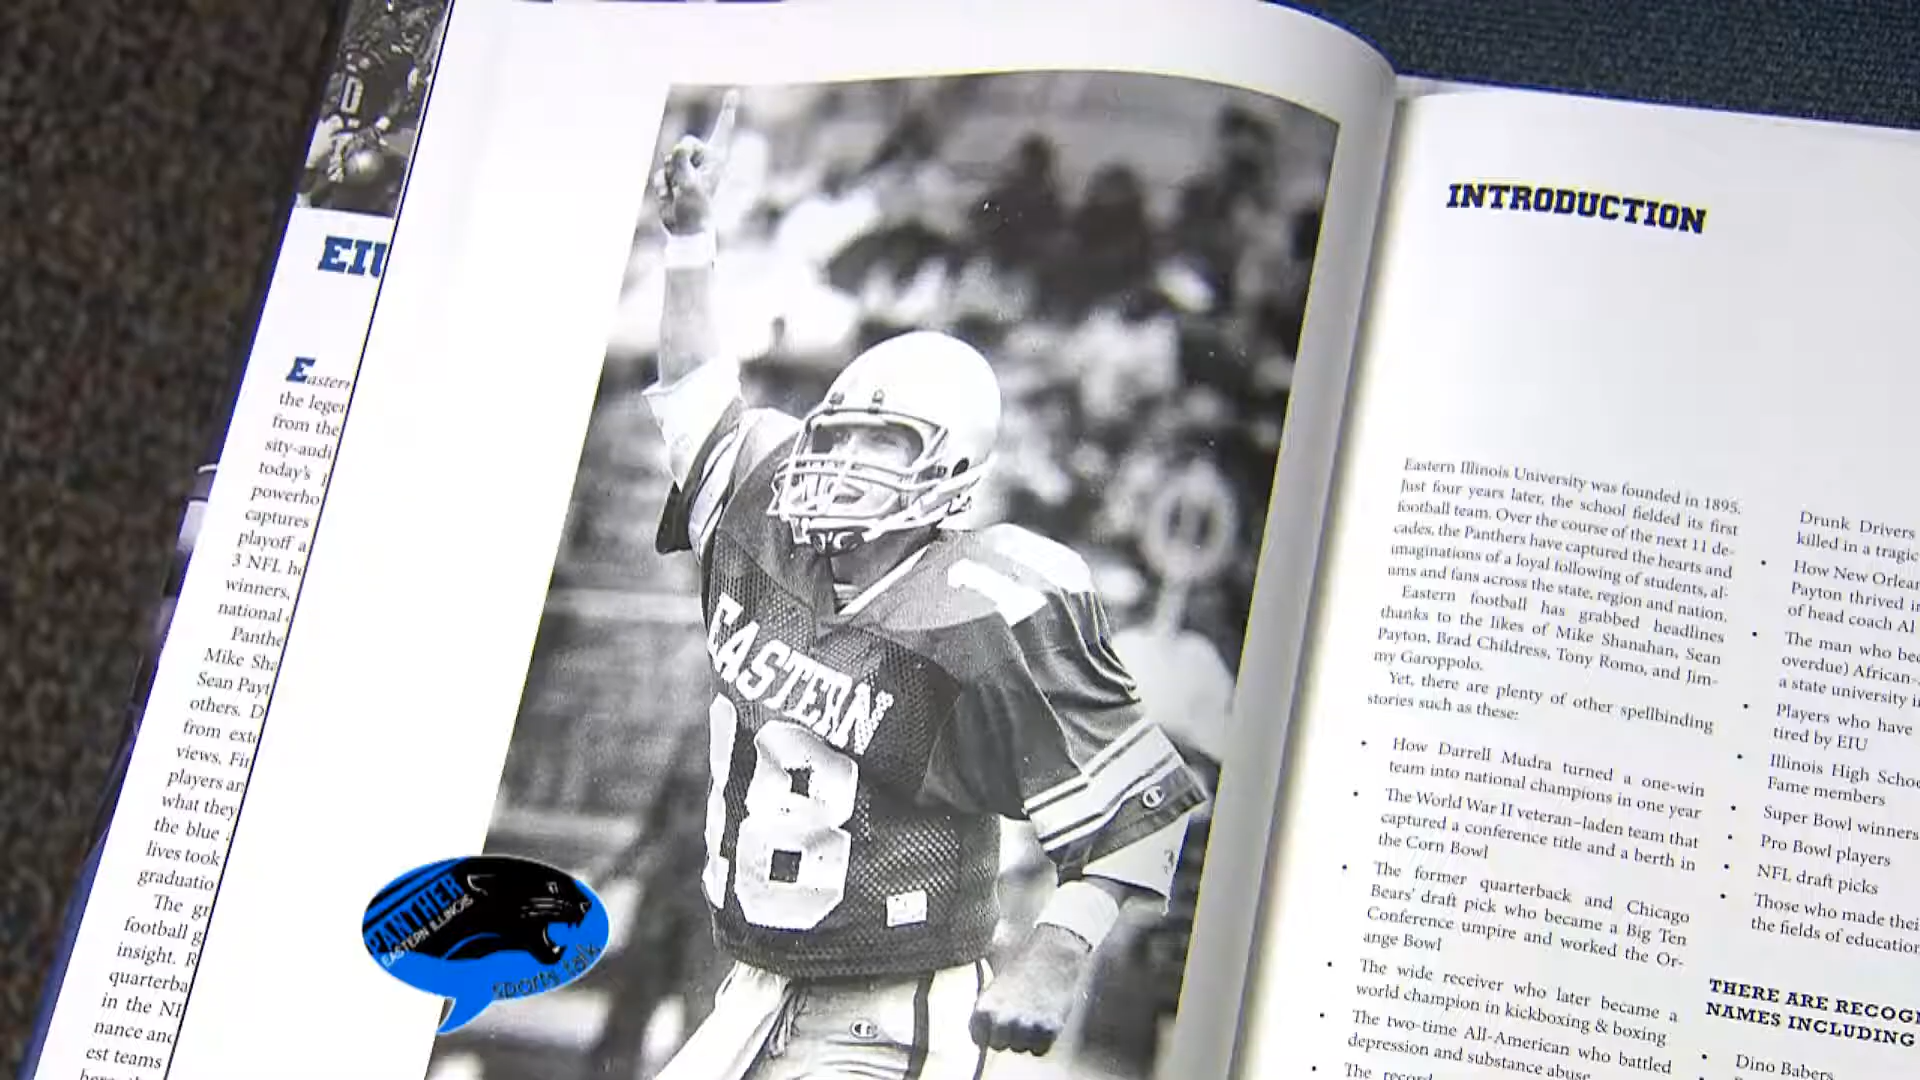 EIU
Eastern
the legen
from the
sity-audi
today's
powerho
captures
playoff a
3 NFL he
winners,
national
Panthe
Mike Sha
Sean Payt
others. D
from exte
views. Fir
players an
what they
the blue
lives took
graduatio
The gr
football g
insight. R
quarterba
in the NF
nance and
est teams
EASTERN
18
PANTHER
EASTERN ILLINOIS
sports talk
INTRODUCTION
Eastern Illinois University was founded in 1895.
Just four years later, the school fielded its first
football team. Over the course of the next 11 de-
cades, the Panthers have captured the hearts and
imaginations of a loyal following of students, al-
ums and fans across the state, region and nation.
Eastern football has grabbed headlines
thanks to the likes of Mike Shanahan, Sean
Payton, Brad Childress, Tony Romo, and Jim-
my Garoppolo.
Yet, there are plenty of other spellbinding
stories such as these:
• How Darrell Mudra turned a one-win
team into national champions in one year
• The World War II veteran–laden team that
captured a conference title and a berth in
the Corn Bowl
• The former quarterback and Chicago
Bears' draft pick who became a Big Ten
Conference umpire and worked the Or-
ange Bowl
• The wide receiver who later became a
world champion in kickboxing & boxing
• The two-time All-American who battled
depression and substance abuse
• The record
Drunk Drivers
killed in a tragic
• How New Orlean
Payton thrived in
of head coach Al
• The man who bec
overdue) African-
a state university i
• Players who have
tired by EIU
• Illinois High Schoo
Fame members
• Super Bowl winners
• Pro Bowl players
• NFL draft picks
• Those who made thei
the fields of education
THERE ARE RECOG
NAMES INCLUDING
• Dino Babers